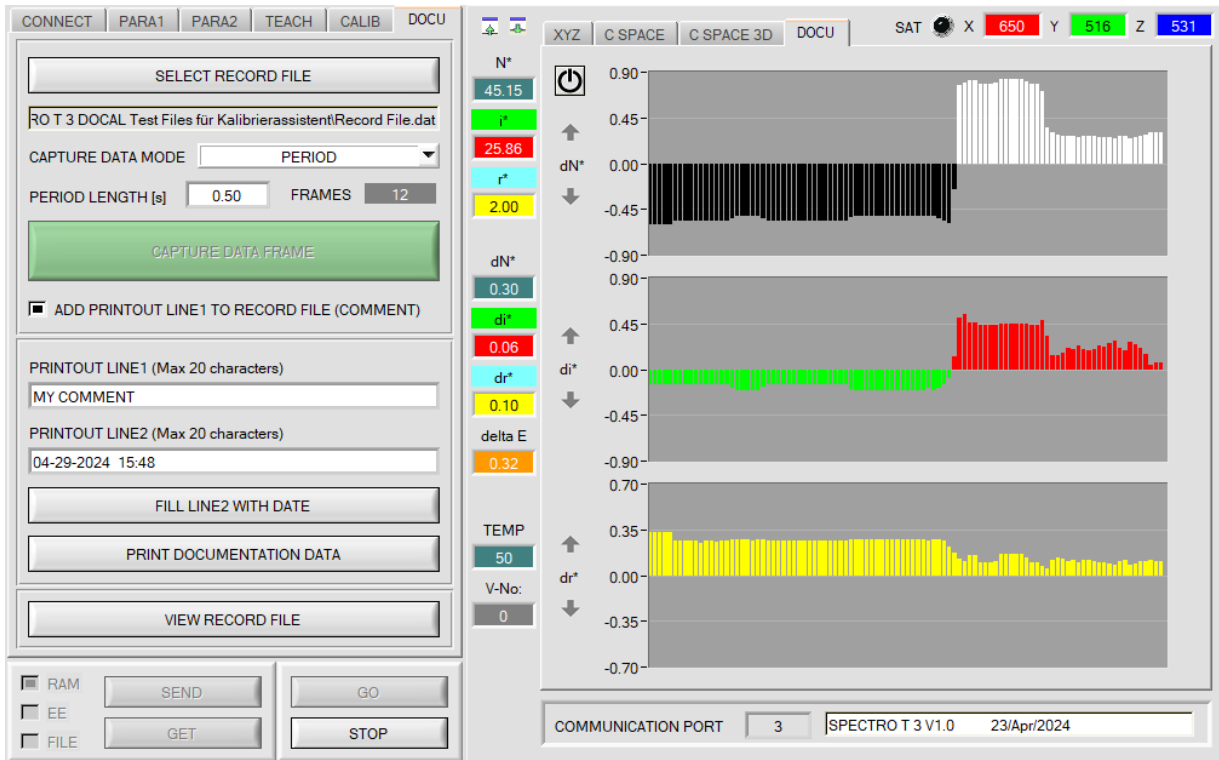 CONNECT PARA1 PARA2 TEACH CALIB DOCU
SELECT RECORD FILE
RO T 3 DOCAL Test Files für Kalibrierassistent\Record File.dat
CAPTURE DATA MODE PERIOD
PERIOD LENGTH [s] 0.50 FRAMES 12
CAPTURE DATA FRAME
ADD PRINTOUT LINE1 TO RECORD FILE (COMMENT)
PRINTOUT LINE1 (Max 20 characters)
MY COMMENT
PRINTOUT LINE2 (Max 20 characters)
04-29-2024 15:48
FILL LINE2 WITH DATE
PRINT DOCUMENTATION DATA
VIEW RECORD FILE
RAM
EE
FILE
SEND
GET
GO
STOP
N*
45.15
i*
25.86
r*
2.00
dN*
0.30
di*
0.06
dr*
0.10
delta E
0.32
TEMP
50
V-No:
0
XYZ C SPACE C SPACE 3D DOCU
SAT X 650 Y 516 Z 531
dN*
0.90
0.45
0.00
-0.45
-0.90
di*
0.90
0.45
0.00
-0.45
-0.90
dr*
0.70
0.35
0.00
-0.35
-0.70
COMMUNICATION PORT 3 SPECTRO T 3 V1.0 23/Apr/2024